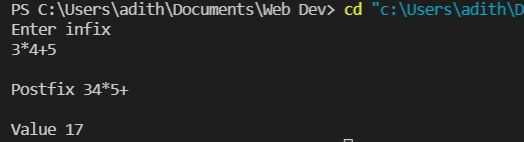 PS C:\Users\adith\Documents\Web Dev> cd "c:\Users\adith\D
Enter infix
3*4+5
Postfix 34*5+
Value 17